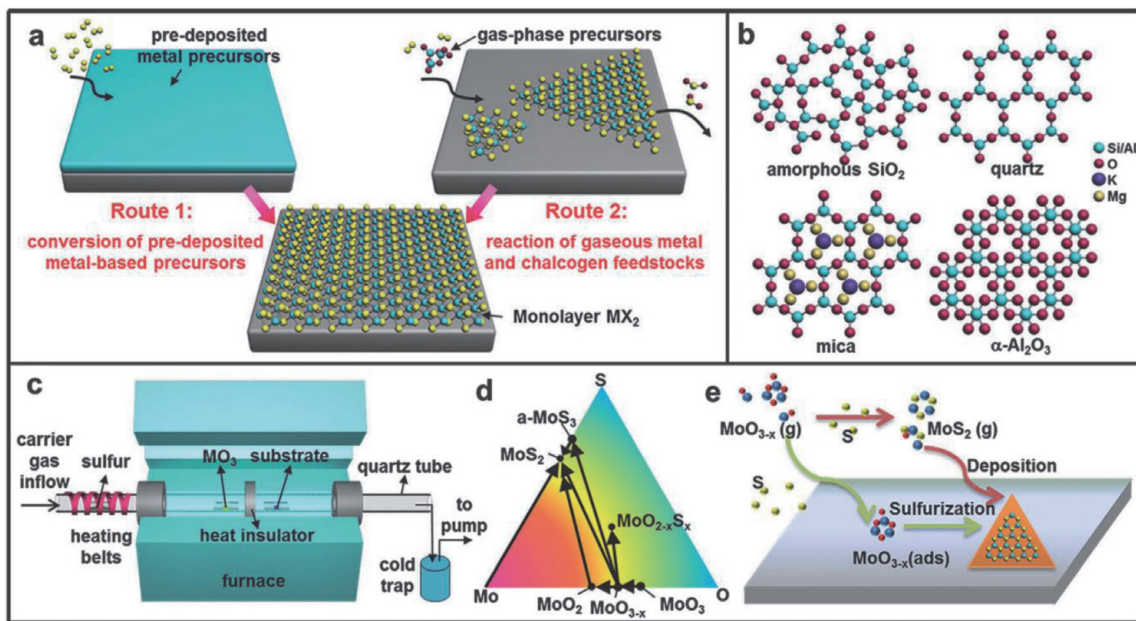 a
pre-deposited
metal precursors
gas-phase precursors
Route 1:
conversion of pre-deposited
metal-based precursors
Route 2:
reaction of gaseous metal
and chalcogen feedstocks
Monolayer MX₂
b
amorphous SiO₂
quartz
mica
α-Al₂O₃
Si/Al
O
K
Mg
c
carrier
gas
inflow
sulfur
heating
belts
MO₃
substrate
heat insulator
furnace
quartz tube
to
pump
cold
trap
d
S
a-MoS₃
MoS₂
MoO₂₋ₓSₓ
Mo
MoO₂
MoO₃₋ₓ
MoO₃
O
e
MoO₃₋ₓ (g)
S
MoS₂ (g)
Deposition
S
Sulfurization
MoO₃₋ₓ(ads)